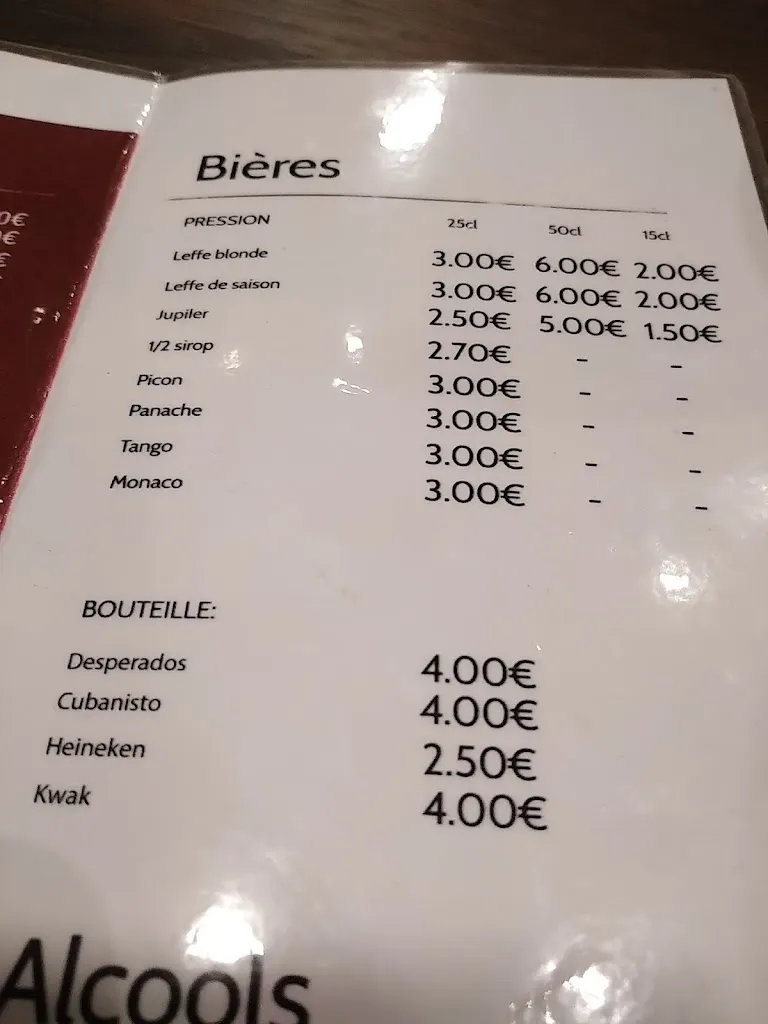 Bières
PRESSION 25cl 50cl 15cl
Leffe blonde 3.00€ 6.00€ 2.00€
Leffe de saison 3.00€ 6.00€ 2.00€
Jupiler 2.50€ 5.00€ 1.50€
1/2 sirop 2.70€ - -
Picon 3.00€ - -
Panache 3.00€ - -
Tango 3.00€ - -
Monaco 3.00€ - -
BOUTEILLE:
Desperados 4.00€
Cubanisto 4.00€
Heineken 2.50€
Kwak 4.00€
Alcools